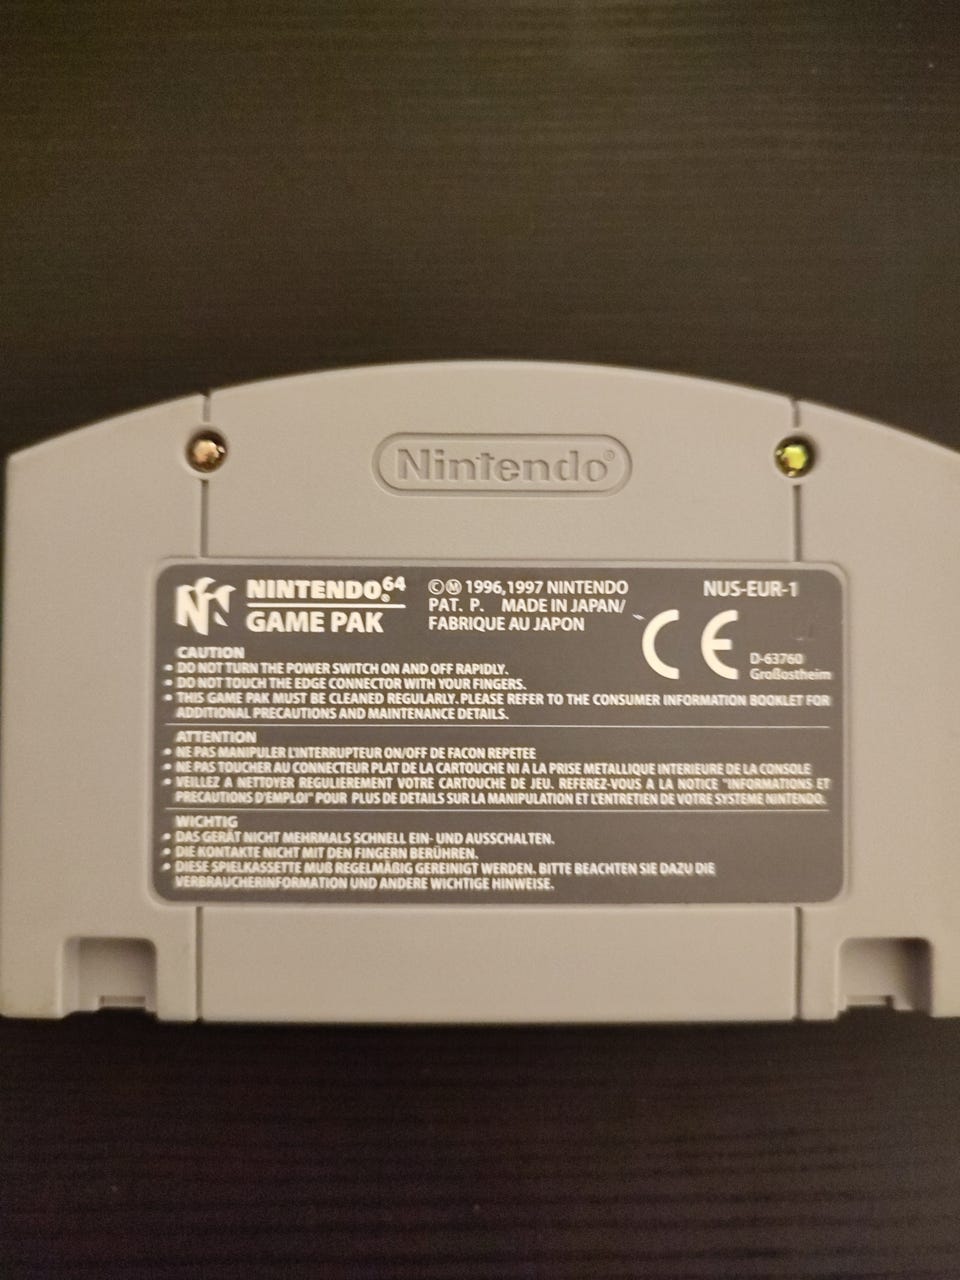 Nintendo®
NINTENDO®64
GAME PAK
ⒸⓂ 1996,1997 NINTENDO
PAT. P. MADE IN JAPAN/
FABRIQUE AU JAPON
NUS-EUR-1
CE
D-63760
Großostheim
CAUTION
• DO NOT TURN THE POWER SWITCH ON AND OFF RAPIDLY.
• DO NOT TOUCH THE EDGE CONNECTOR WITH YOUR FINGERS.
• THIS GAME PAK MUST BE CLEANED REGULARLY. PLEASE REFER TO THE CONSUMER INFORMATION BOOKLET FOR
ADDITIONAL PRECAUTIONS AND MAINTENANCE DETAILS.
ATTENTION
• NE PAS MANIPULER L'INTERRUPTEUR ON/OFF DE FACON REPETEE
• NE PAS TOUCHER AU CONNECTEUR PLAT DE LA CARTOUCHE NI A LA PRISE METALLIQUE INTERIEURE DE LA CONSOLE
• VEILLEZ A NETTOYER REGULIEREMENT VOTRE CARTOUCHE DE JEU. REFEREZ-VOUS A LA NOTICE "INFORMATIONS ET
PRECAUTIONS D'EMPLOI" POUR PLUS DE DETAILS SUR LA MANIPULATION ET L'ENTRETIEN DE VOTRE SYSTEME NINTENDO.
WICHTIG
• DAS GERÄT NICHT MEHRMALS SCHNELL EIN- UND AUSSCHALTEN.
• DIE KONTAKTE NICHT MIT DEN FINGERN BERÜHREN.
• DIESE SPIELKASSETTE MUß REGELMÄßIG GEREINIGT WERDEN. BITTE BEACHTEN SIE DAZU DIE
VERBRAUCHERINFORMATION UND ANDERE WICHTIGE HINWEISE.